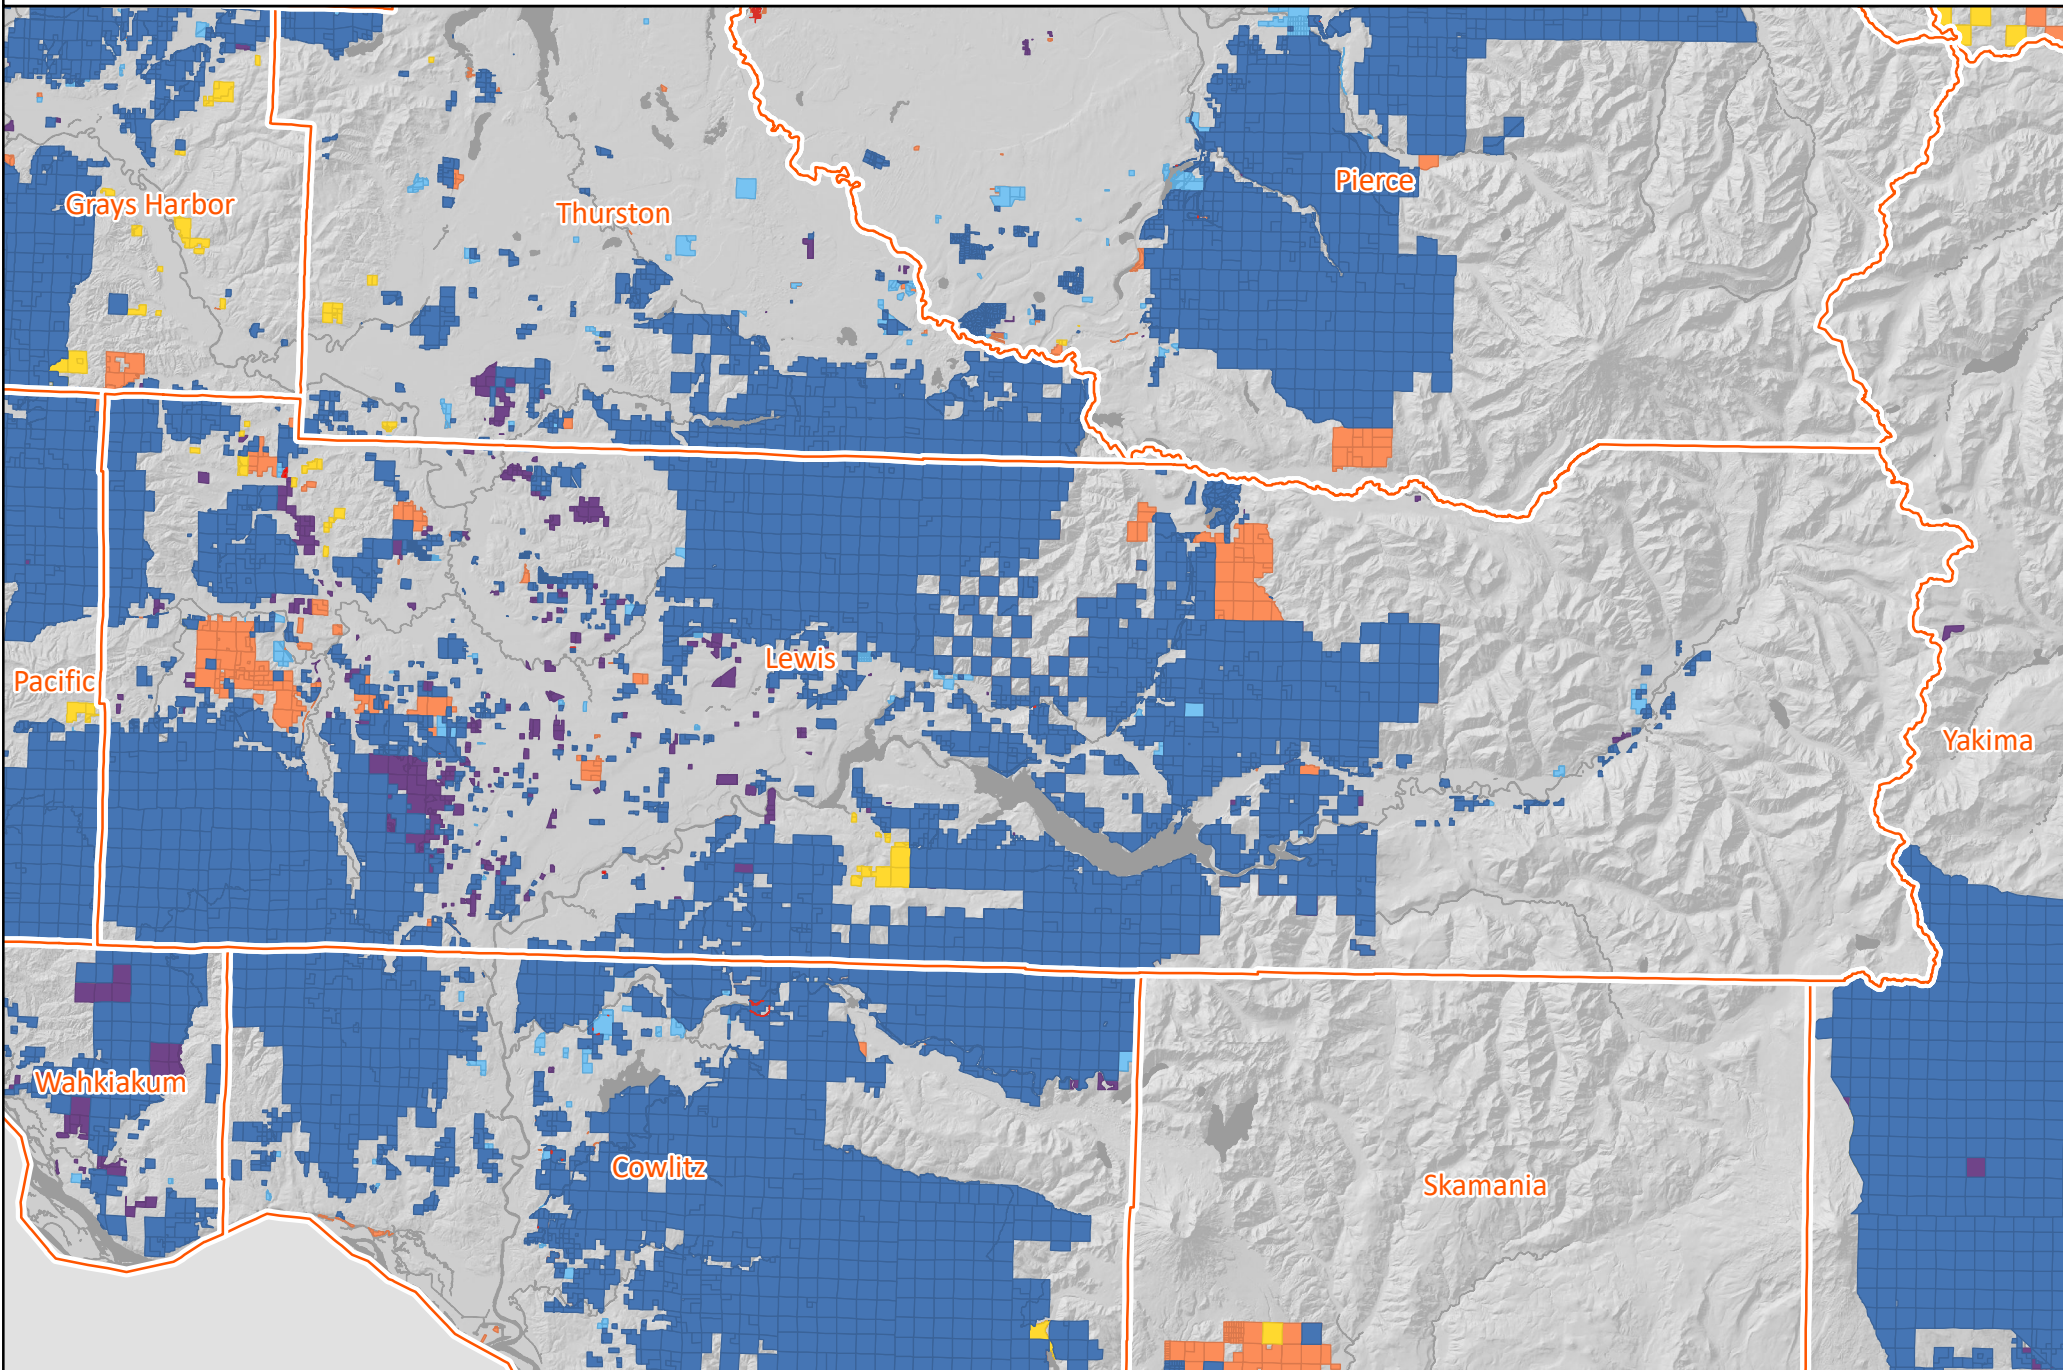 Pierce
Grays Harbor
Thurston
Lewis
Pacific
Yakima
Wahkiakum
Cowlitz
Skamania